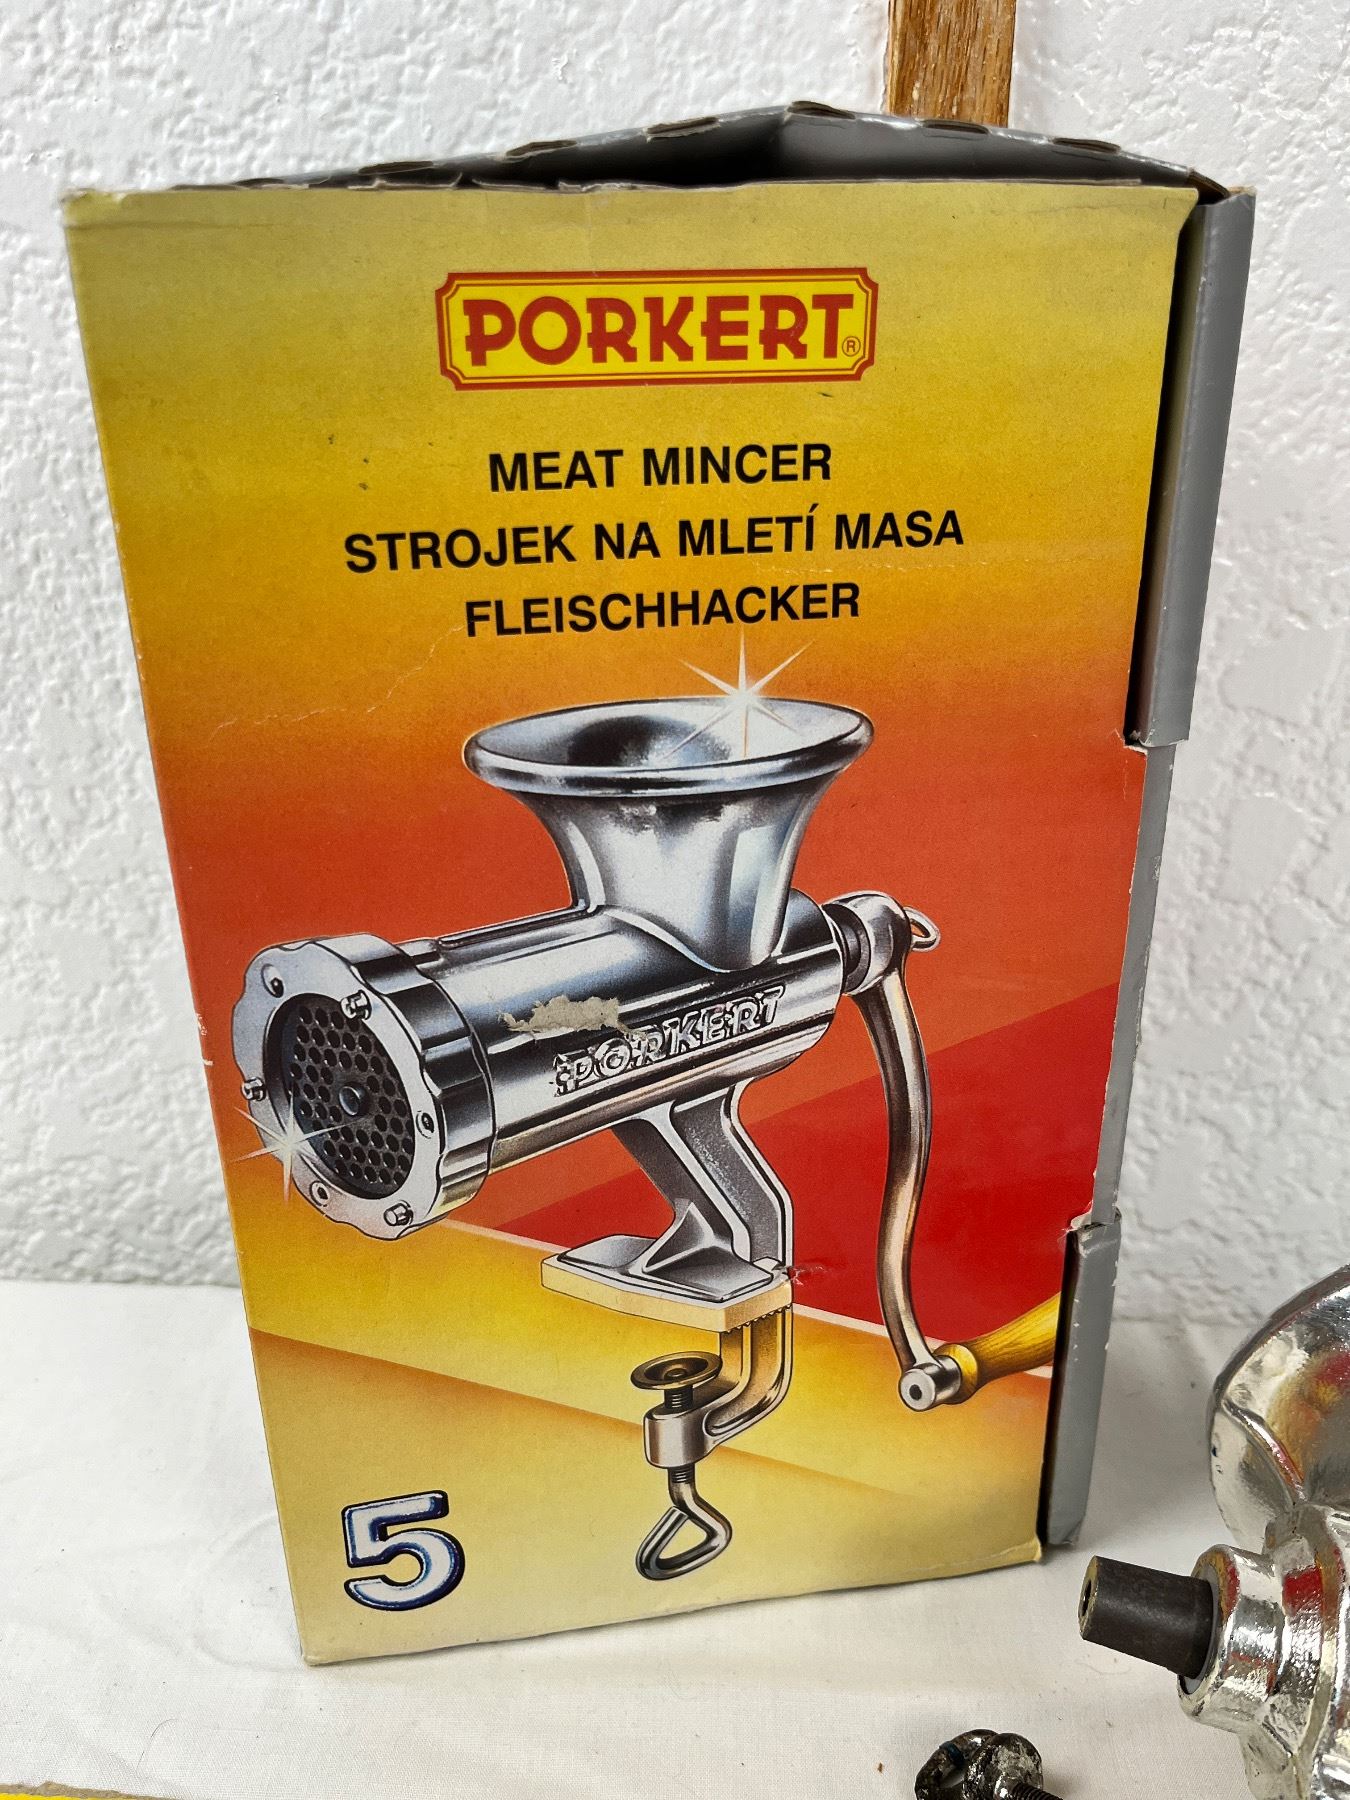 PORKERT®
MEAT MINCER
STROJEK NA MLETÍ MASA
FLEISCHHACKER
PORKERT
5